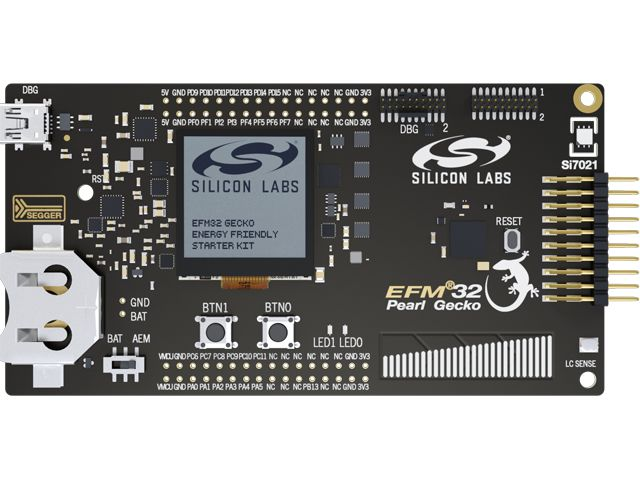 DBG
5V GND PD9 PD10 PD11 PD12 PD13 PD14 PD15 NC NC NC NC NC GND 3V3
5V GND PF0 PF1 PF2 PF3 PF4 PF5 PF6 PF7 NC NC NC NC GND 3V3
1
2
DBG 2
Si7021
RST
SEGGER
SILICON LABS
EFM32 GECKO
ENERGY FRIENDLY
STARTER KIT
SILICON LABS
RESET
EFM®32
Pearl Gecko
GND
BAT
BTN1 BTN0
BAT AEM
LED1 LED0
VMCU GND PC6 PC7 PC8 PC9 PC10 PC11 NC NC NC NC NC NC GND 3V3
VMCU GND PA0 PA1 PA2 PA3 PA4 PA5 NC NC NC PB13 NC NC GND 3V3
LC SENSE